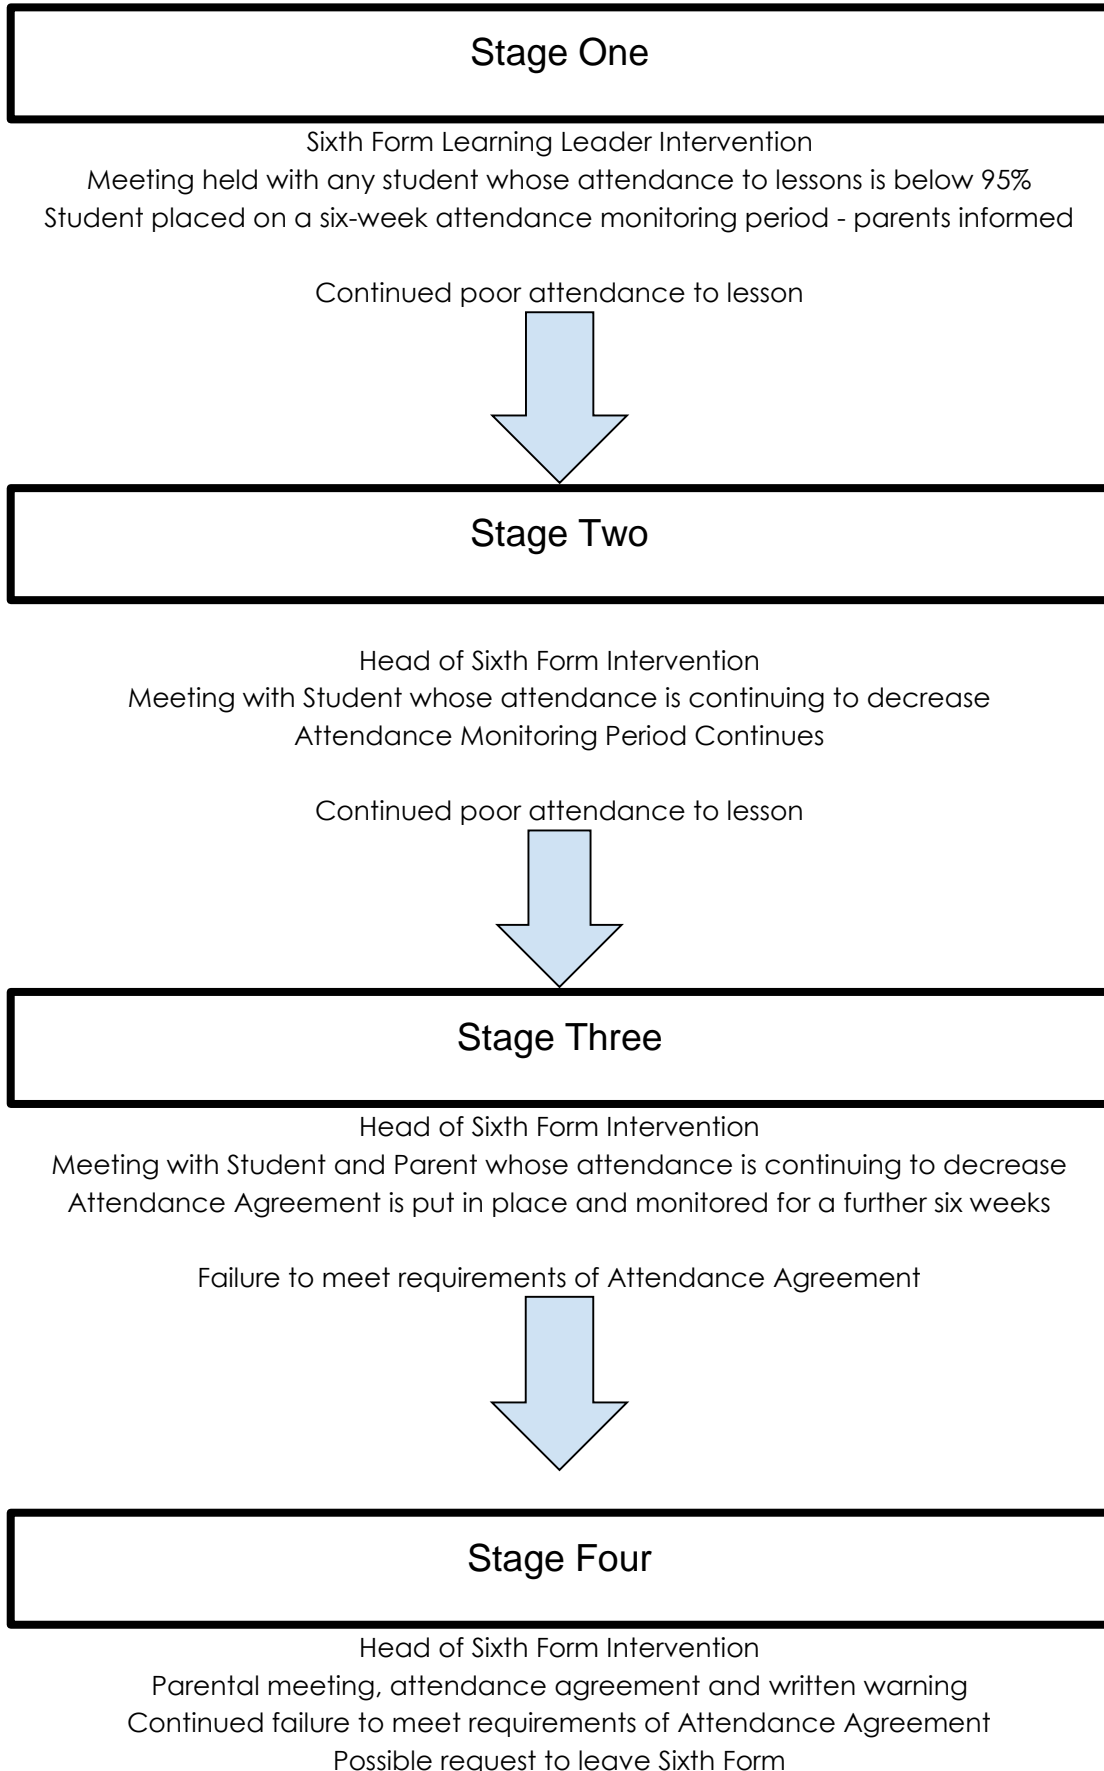 Stage One
Sixth Form Learning Leader Intervention
Meeting held with any student whose attendance to lessons is below 95%
Student placed on a six-week attendance monitoring period - parents informed
Continued poor attendance to lesson
Stage Two
Head of Sixth Form Intervention
Meeting with Student whose attendance is continuing to decrease
Attendance Monitoring Period Continues
Continued poor attendance to lesson
Stage Three
Head of Sixth Form Intervention
Meeting with Student and Parent whose attendance is continuing to decrease
Attendance Agreement is put in place and monitored for a further six weeks
Failure to meet requirements of Attendance Agreement
Stage Four
Head of Sixth Form Intervention
Parental meeting, attendance agreement and written warning
Continued failure to meet requirements of Attendance Agreement
Possible request to leave Sixth Form